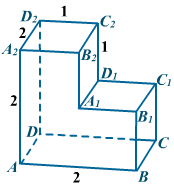 D₂ 1 C₂
2
A₂ B₂ 1
D₁ C₁
2 A₁ B₁
D C
A 2 B